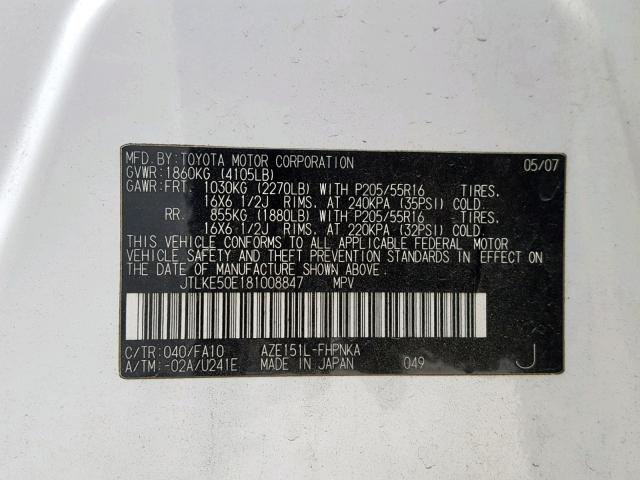 MFD. BY: TOYOTA MOTOR CORPORATION 05/07
GVWR: 1860KG (4105LB)
GAWR: FRT. 1030KG (2270LB) WITH P205/55R16 TIRES.
16X6 1/2J RIMS. AT 240KPA (35PSI) COLD.
RR. 855KG (1880LB) WITH P205/55R16 TIRES.
16X6 1/2J RIMS. AT 220KPA (32PSI) COLD.
THIS VEHICLE CONFORMS TO ALL APPLICABLE FEDERAL MOTOR
VEHICLE SAFETY AND THEFT PREVENTION STANDARDS IN EFFECT ON
THE DATE OF MANUFACTURE SHOWN ABOVE.
JTLKE50E181008847 MPV
C/TR: 040/FA10 AZE151L-FHPNKA
A/TM: -02A/U241E MADE IN JAPAN 049 J